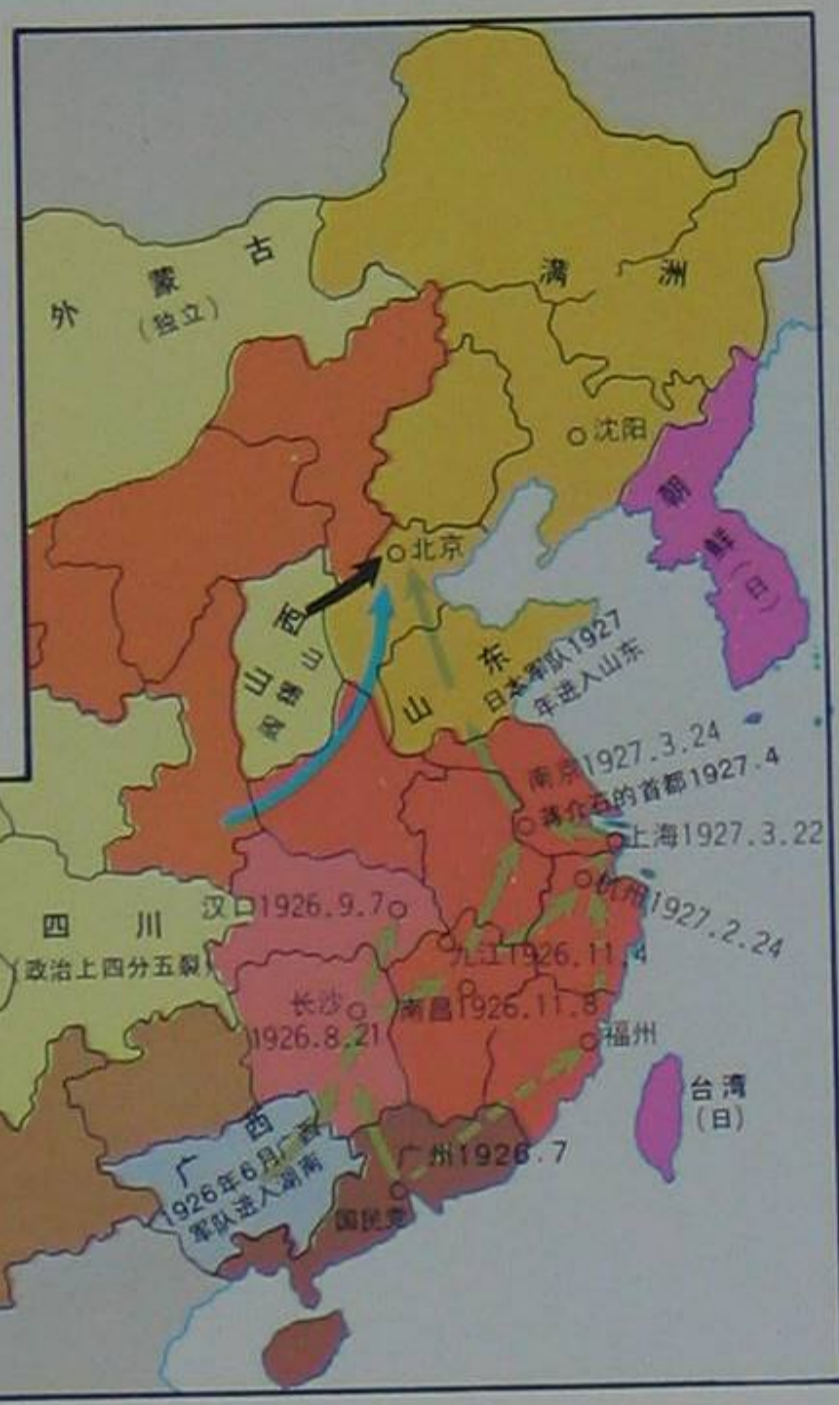 外蒙古
(独立)
满洲
沈阳
朝鲜(日)
北京
山西
阎锡山
山东
日本军队1927
年进入山东
南京1927.3.24
蒋介石的首都1927.4
上海1927.3.22
杭州1927.2.24
四川
(政治上四分五裂)
汉口1926.9.7
九江1926.11.4
长沙
1926.8.21
南昌1926.11.8
福州
台湾
(日)
广西
1926年6月广西
军队进入湖南
广州1926.7
国民党